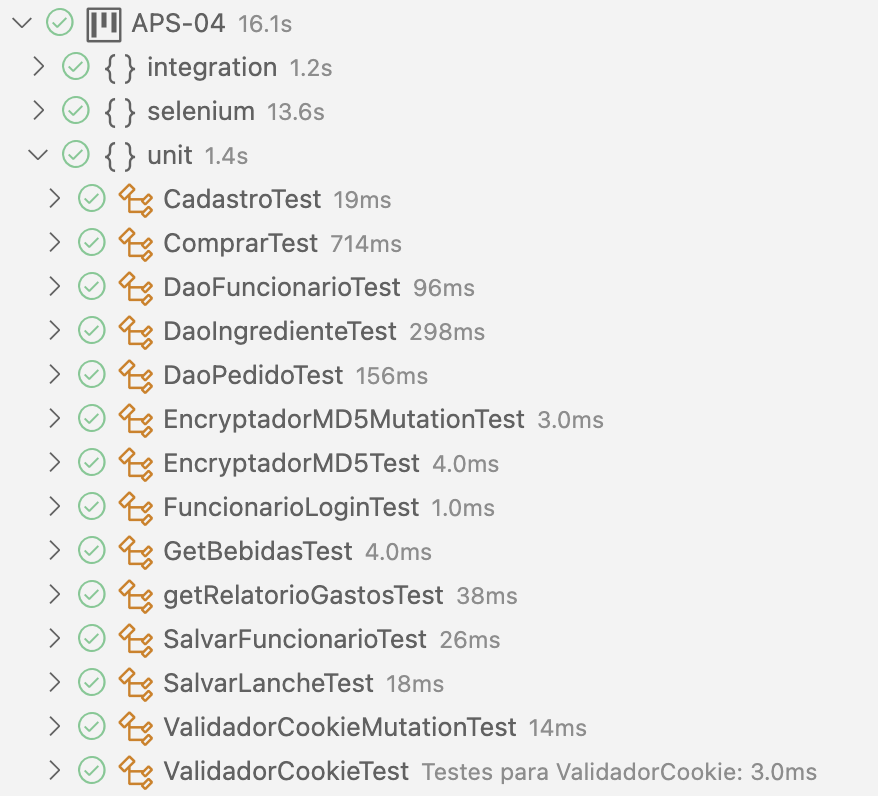 APS-04 16.1s
{ } integration 1.2s
{ } selenium 13.6s
{ } unit 1.4s
CadastroTest 19ms
ComprarTest 714ms
DaoFuncionarioTest 96ms
DaoIngredienteTest 298ms
DaoPedidoTest 156ms
EncryptadorMD5MutationTest 3.0ms
EncryptadorMD5Test 4.0ms
FuncionarioLoginTest 1.0ms
GetBebidasTest 4.0ms
getRelatorioGastosTest 38ms
SalvarFuncionarioTest 26ms
SalvarLancheTest 18ms
ValidadorCookieMutationTest 14ms
ValidadorCookieTest Testes para ValidadorCookie: 3.0ms